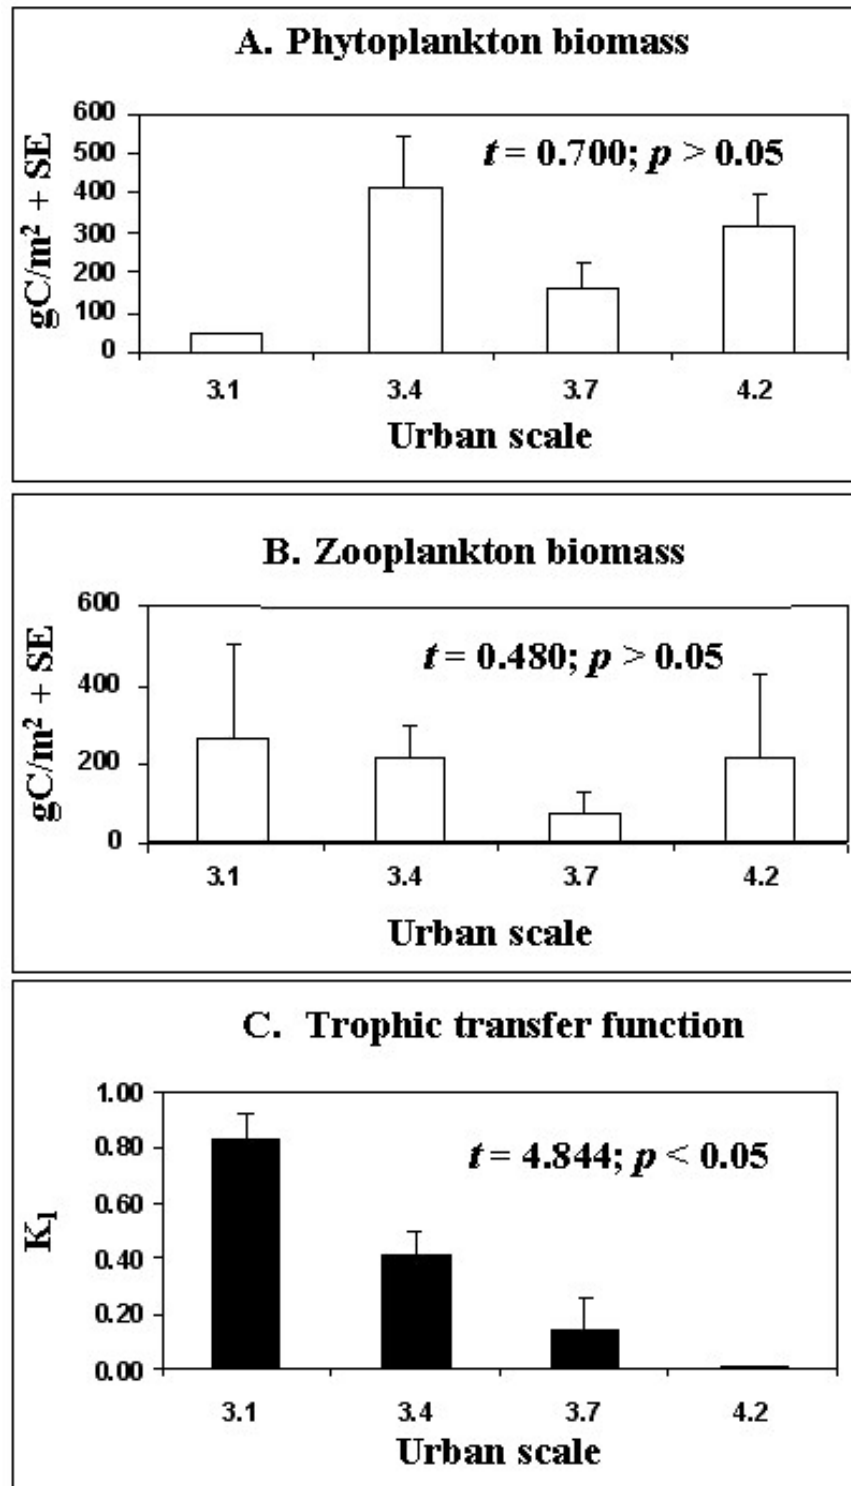 A. Phytoplankton biomass
gC/m² + SE
600
500
400
300
200
100
0
t = 0.700; p > 0.05
3.1 3.4 3.7 4.2
Urban scale
B. Zooplankton biomass
gC/m² + SE
600
400
200
0
t = 0.480; p > 0.05
3.1 3.4 3.7 4.2
Urban scale
C. Trophic transfer function
K₁
1.00
0.80
0.60
0.40
0.20
0.00
t = 4.844; p < 0.05
3.1 3.4 3.7 4.2
Urban scale